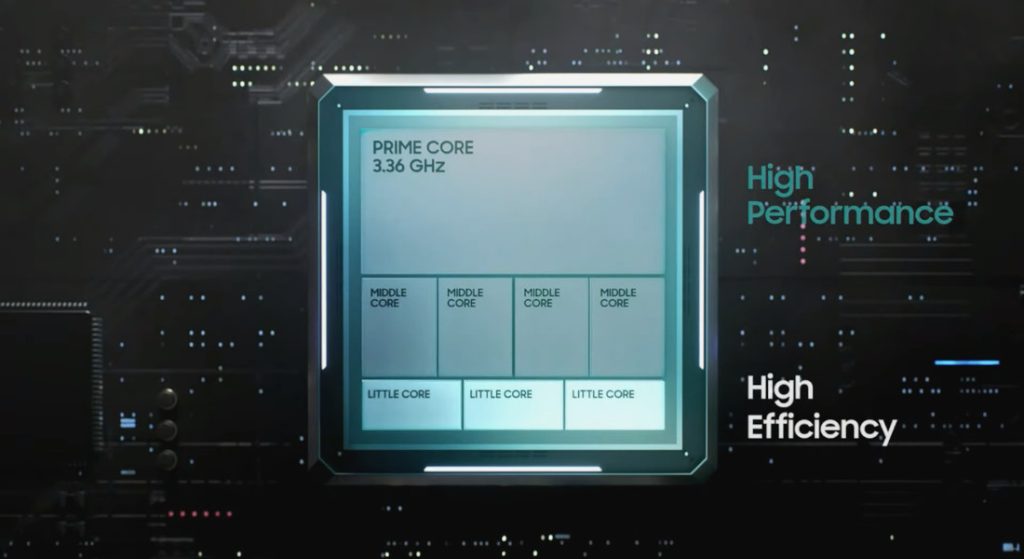 PRIME CORE
3.36 GHz
High
Performance
MIDDLE
CORE
MIDDLE
CORE
MIDDLE
CORE
MIDDLE
CORE
LITTLE CORE
LITTLE CORE
LITTLE CORE
High
Efficiency